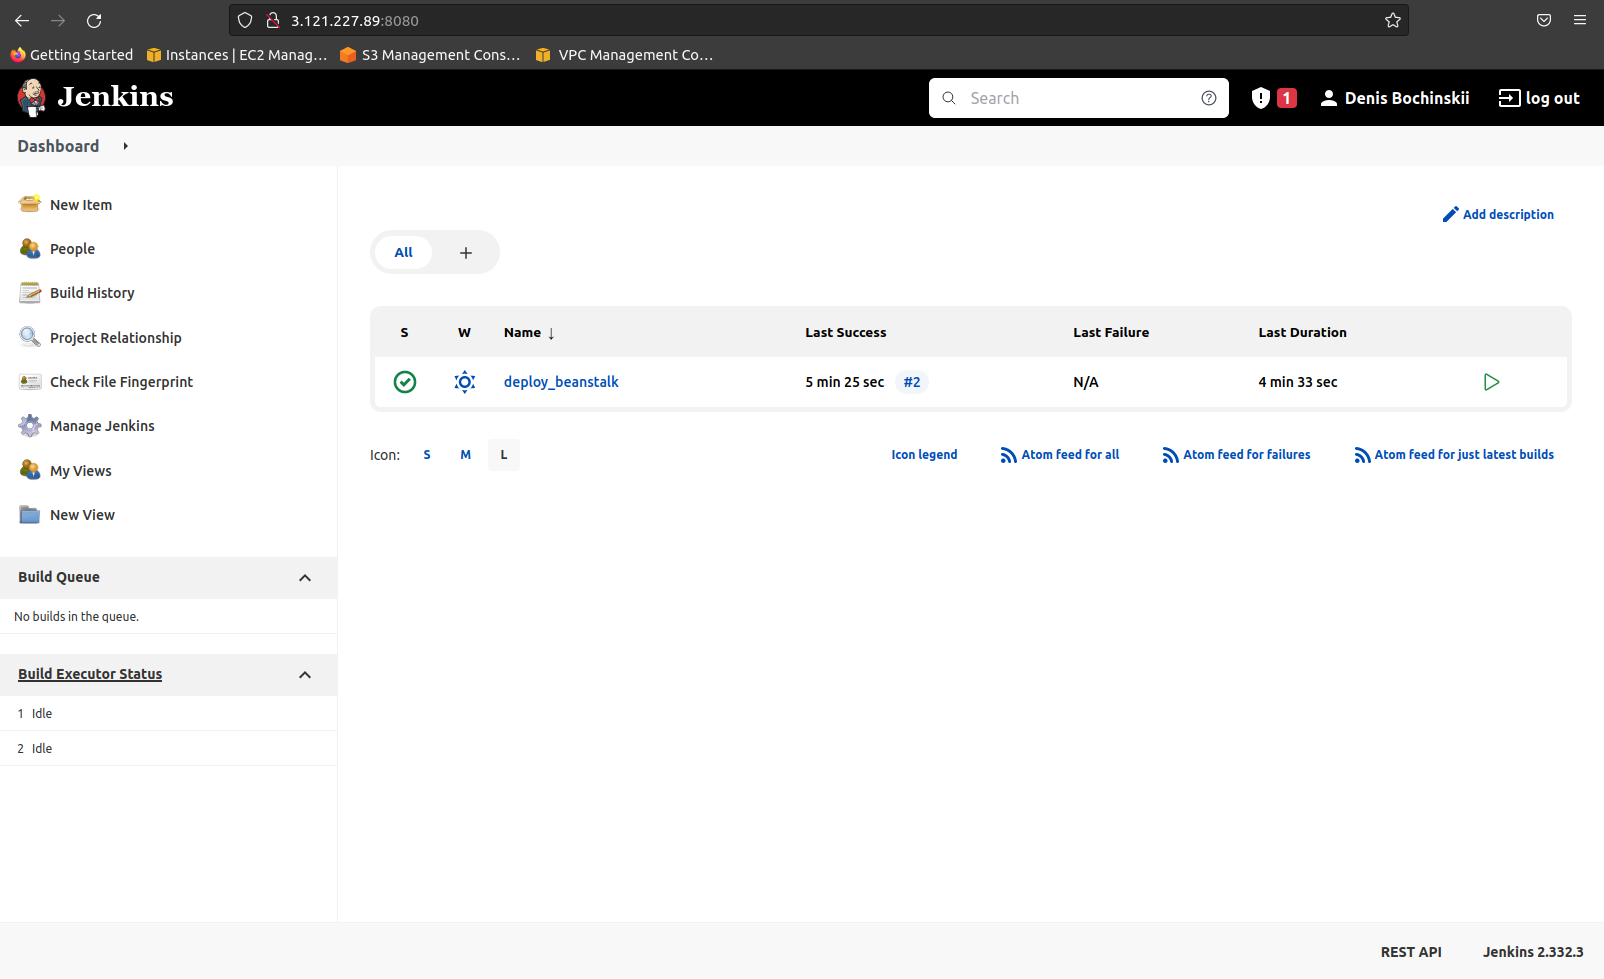 3.121.227.89:8080
Getting Started Instances | EC2 Manag... S3 Management Cons... VPC Management Co...
Jenkins Search 1 Denis Bochinskii log out
Dashboard
New Item
People
Build History
Project Relationship
Check File Fingerprint
Manage Jenkins
My Views
New View
Build Queue
No builds in the queue.
Build Executor Status
1 Idle
2 Idle
Add description
All +
S W Name ↓ Last Success Last Failure Last Duration
deploy_beanstalk 5 min 25 sec #2 N/A 4 min 33 sec
Icon: S M L Icon legend Atom feed for all Atom feed for failures Atom feed for just latest builds
REST API Jenkins 2.332.3